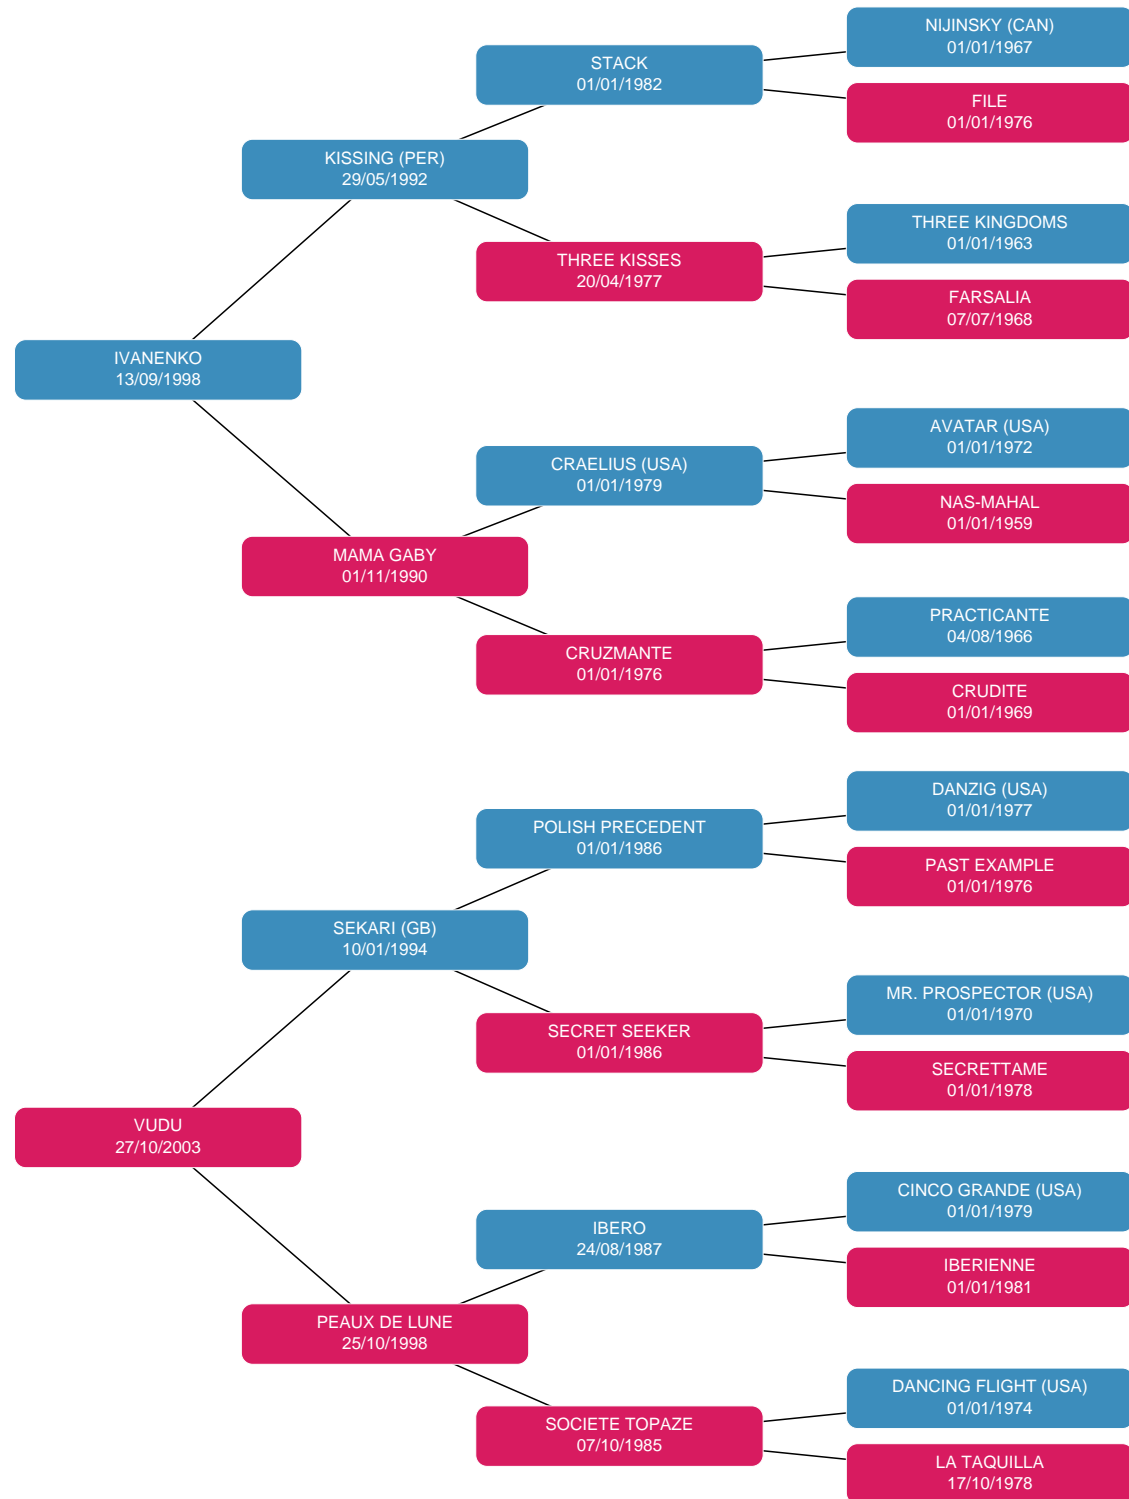 NIJINSKY (CAN)
01/01/1967
STACK
01/01/1982
FILE
01/01/1976
KISSING (PER)
29/05/1992
THREE KINGDOMS
01/01/1963
THREE KISSES
20/04/1977
FARSALIA
07/07/1968
IVANENKO
13/09/1998
AVATAR (USA)
01/01/1972
CRAELIUS (USA)
01/01/1979
NAS-MAHAL
01/01/1959
MAMA GABY
01/11/1990
PRACTICANTE
04/08/1966
CRUZMANTE
01/01/1976
CRUDITE
01/01/1969
DANZIG (USA)
01/01/1977
POLISH PRECEDENT
01/01/1986
PAST EXAMPLE
01/01/1976
SEKARI (GB)
10/01/1994
MR. PROSPECTOR (USA)
01/01/1970
SECRET SEEKER
01/01/1986
SECRETTAME
01/01/1978
VUDU
27/10/2003
CINCO GRANDE (USA)
01/01/1979
IBERO
24/08/1987
IBERIENNE
01/01/1981
PEAUX DE LUNE
25/10/1998
DANCING FLIGHT (USA)
01/01/1974
SOCIETE TOPAZE
07/10/1985
LA TAQUILLA
17/10/1978